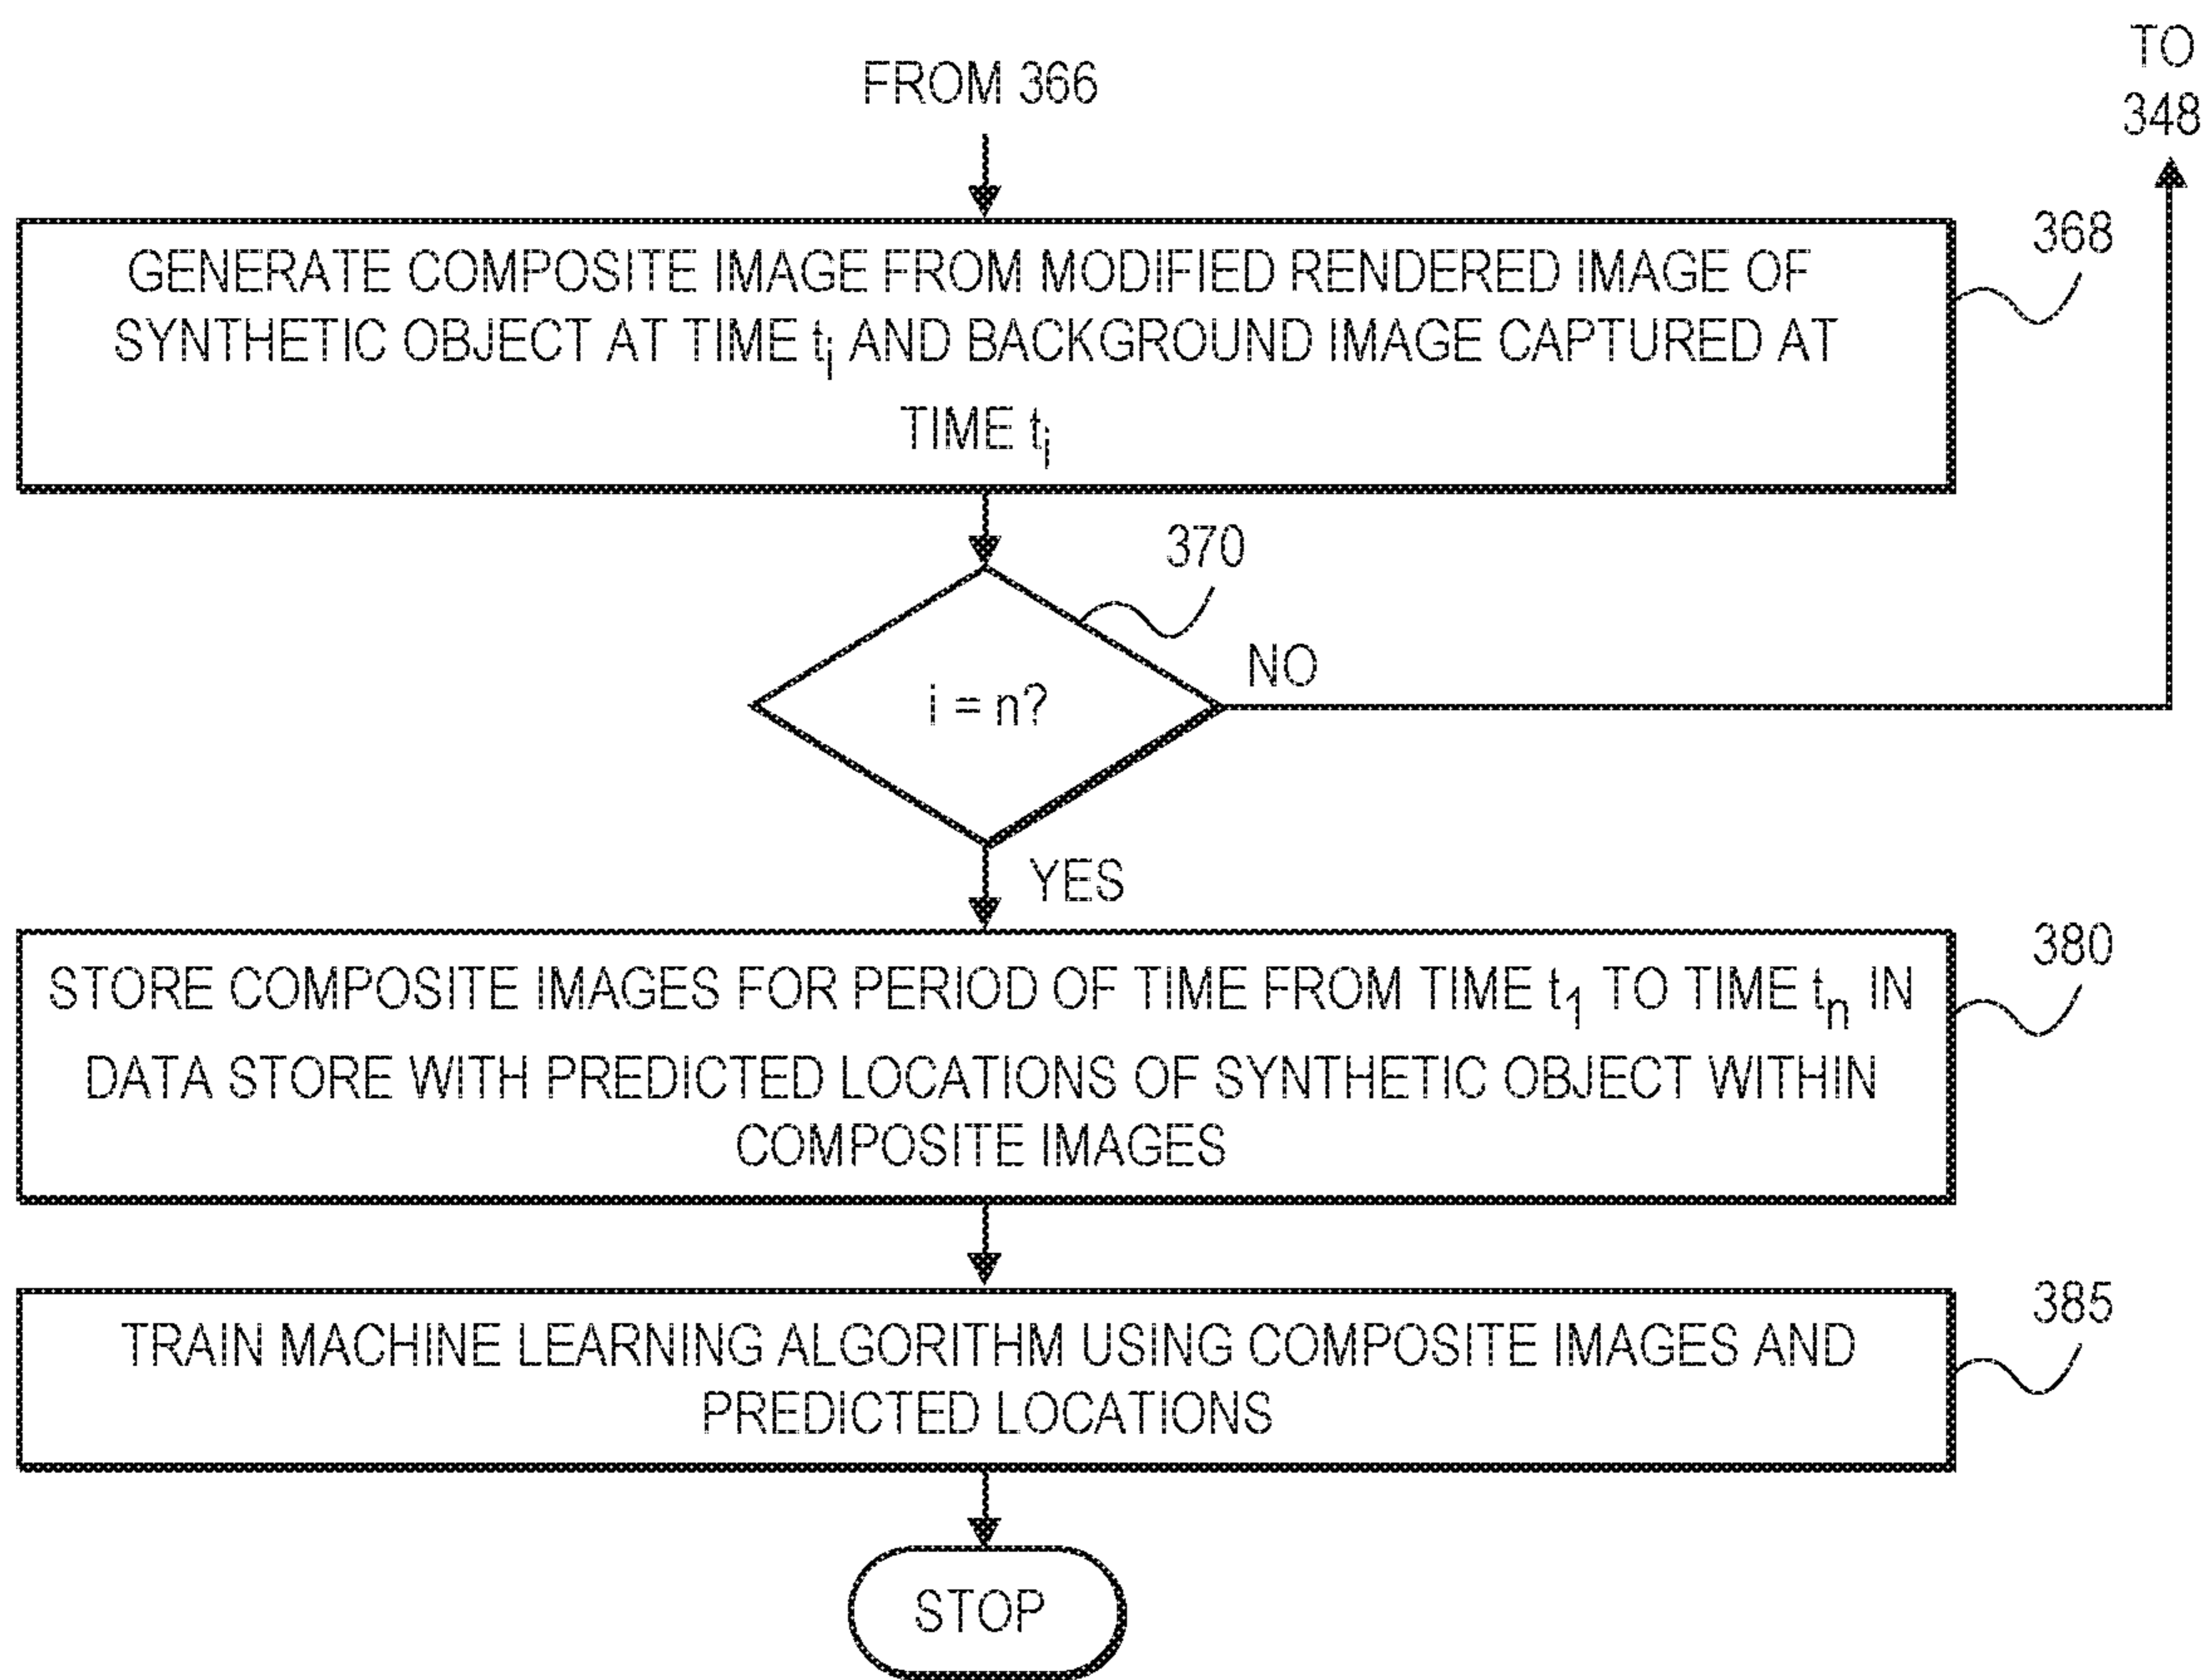 TO
348
FROM 366
368
GENERATE COMPOSITE IMAGE FROM MODIFIED RENDERED IMAGE OF
SYNTHETIC OBJECT AT TIME ti AND BACKGROUND IMAGE CAPTURED AT
TIME ti
370
i = n?
NO
YES
380
STORE COMPOSITE IMAGES FOR PERIOD OF TIME FROM TIME t1 TO TIME tn IN
DATA STORE WITH PREDICTED LOCATIONS OF SYNTHETIC OBJECT WITHIN
COMPOSITE IMAGES
385
TRAIN MACHINE LEARNING ALGORITHM USING COMPOSITE IMAGES AND
PREDICTED LOCATIONS
STOP